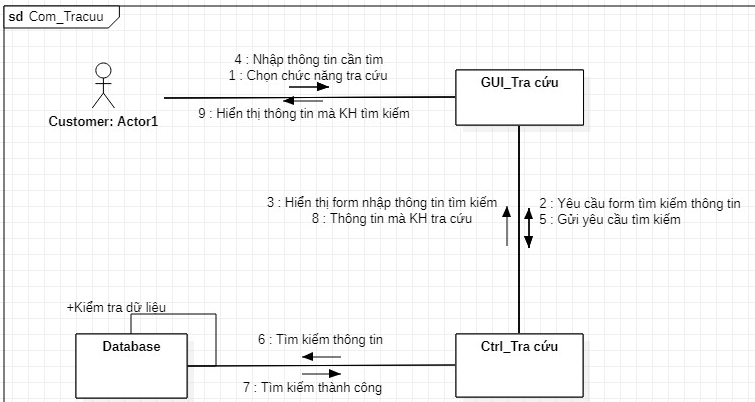 sd Com_Tracuu
4 : Nhập thông tin cần tìm
1 : Chọn chức năng tra cứu
GUI_Tra cứu
Customer: Actor1
9 : Hiển thị thông tin mà KH tìm kiếm
3 : Hiển thị form nhập thông tin tìm kiếm
8 : Thông tin mà KH tra cứu
2 : Yêu cầu form tìm kiếm thông tin
5 : Gửi yêu cầu tìm kiếm
+Kiểm tra dữ liệu
Database
6 : Tìm kiếm thông tin
7 : Tìm kiếm thành công
Ctrl_Tra cứu